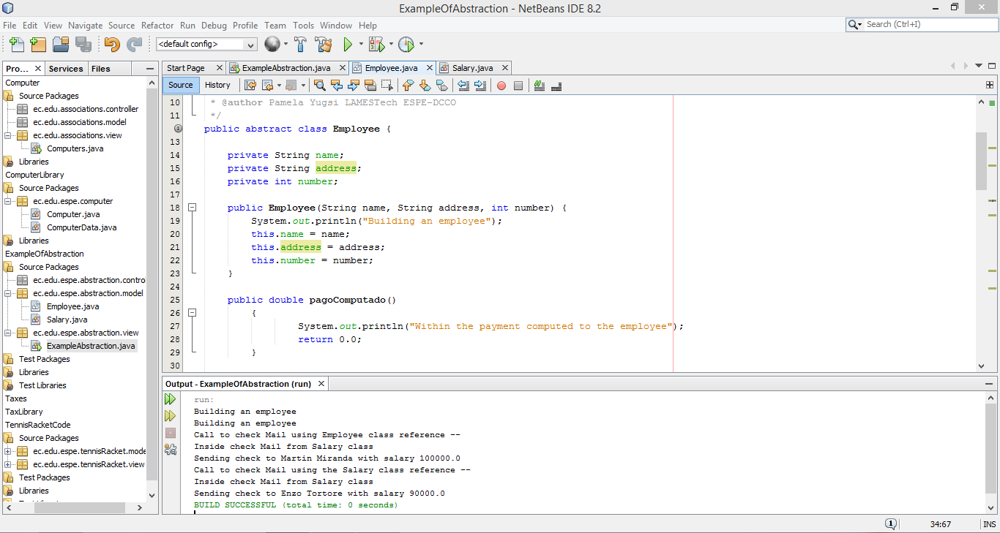 ExampleOfAbstraction - NetBeans IDE 8.2
File Edit View Navigate Source Refactor Run Debug Profile Team Tools Window Help
Search (Ctrl+I)
<default config>
Pro... Services Files
Computer
Source Packages
ec.edu.associations.controller
ec.edu.associations.model
ec.edu.associations.view
Computers.java
Libraries
ComputerLibrary
Source Packages
ec.edu.espe.computer
Computer.java
ComputerData.java
Libraries
ExampleOfAbstraction
Source Packages
ec.edu.espe.abstraction.contro
ec.edu.espe.abstraction.model
Employee.java
Salary.java
ec.edu.espe.abstraction.view
ExampleAbstraction.java
Test Packages
Libraries
Test Libraries
Taxes
TaxLibrary
TennisRacketCode
Source Packages
ec.edu.espe.tennisRacket.mode
ec.edu.espe.tennisRacket.view
Test Packages
Libraries
Start Page ExampleAbstraction.java Employee.java Salary.java
Source History
10 * @author Pamela Yugsi LAMESTech ESPE-DCCO
11 */
public abstract class Employee {
13
14 private String name;
15 private String address;
16 private int number;
17
18 public Employee(String name, String address, int number) {
19 System.out.println("Building an employee");
20 this.name = name;
21 this.address = address;
22 this.number = number;
23 }
24
25 public double pagoComputado()
26 {
27 System.out.println("Within the payment computed to the employee");
28 return 0.0;
29 }
30
Output - ExampleOfAbstraction (run)
run:
Building an employee
Building an employee
Call to check Mail using Employee class reference --
Inside check Mail from Salary class
Sending check to Martin Miranda with salary 100000.0
Call to check Mail using the Salary class reference --
Inside check Mail from Salary class
Sending check to Enzo Tortore with salary 90000.0
BUILD SUCCESSFUL (total time: 0 seconds)
1 34:67 INS